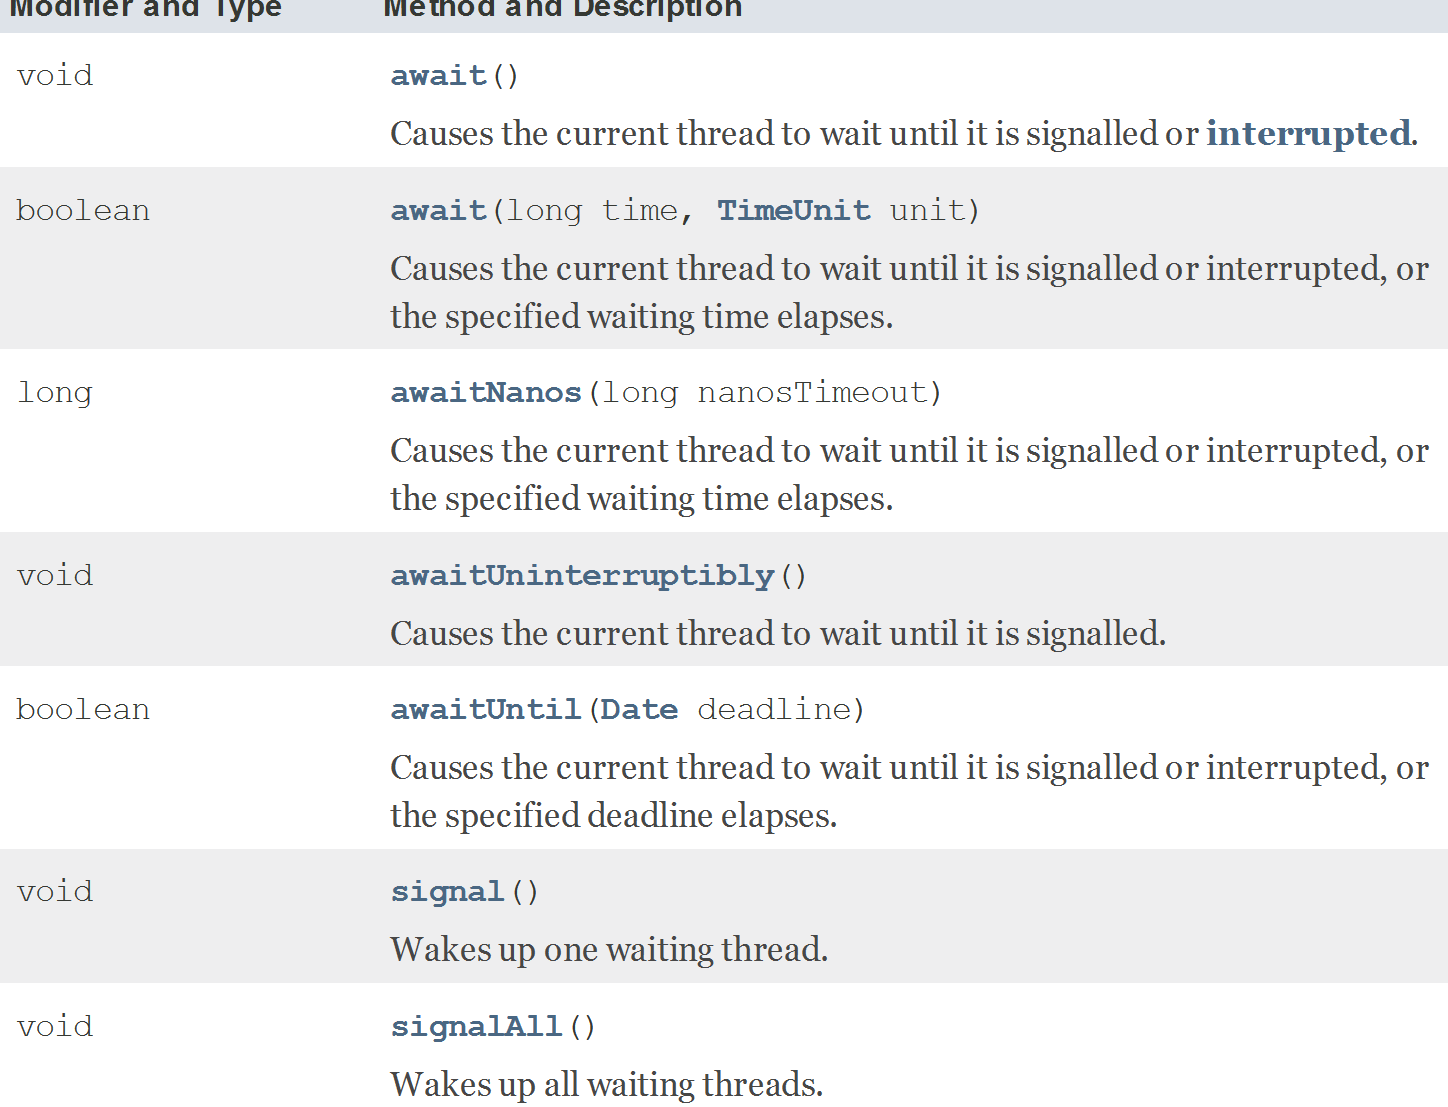 Modifier and Type Method and Description
void await()
Causes the current thread to wait until it is signalled or interrupted.
boolean await(long time, TimeUnit unit)
Causes the current thread to wait until it is signalled or interrupted, or
the specified waiting time elapses.
long awaitNanos(long nanosTimeout)
Causes the current thread to wait until it is signalled or interrupted, or
the specified waiting time elapses.
void awaitUninterruptibly()
Causes the current thread to wait until it is signalled.
boolean awaitUntil(Date deadline)
Causes the current thread to wait until it is signalled or interrupted, or
the specified deadline elapses.
void signal()
Wakes up one waiting thread.
void signalAll()
Wakes up all waiting threads.